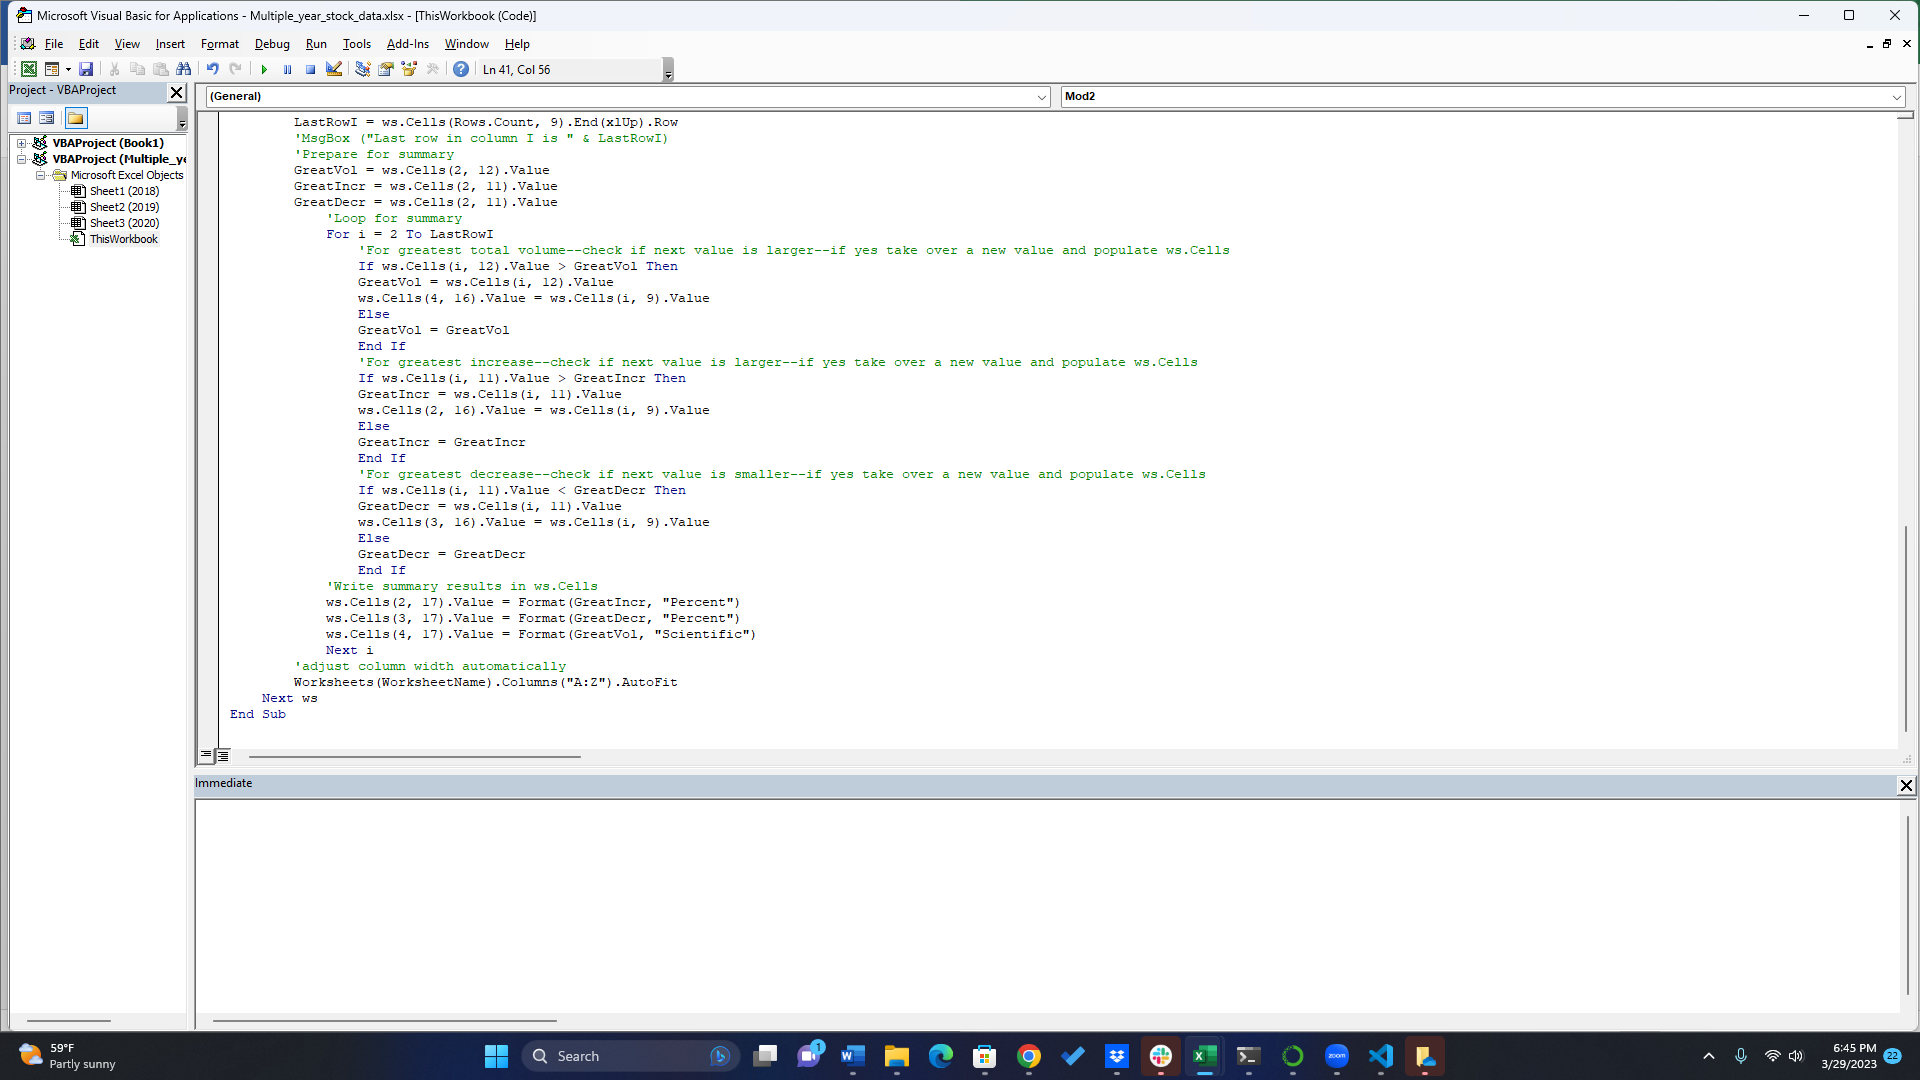 Microsoft Visual Basic for Applications - Multiple_year_stock_data.xlsx - [ThisWorkbook (Code)]
File Edit View Insert Format Debug Run Tools Add-Ins Window Help
Ln 41, Col 56
Project - VBAProject
(General)
Mod2
VBAProject (Book1)
VBAProject (Multiple_ye
Microsoft Excel Objects
Sheet1 (2018)
Sheet2 (2019)
Sheet3 (2020)
ThisWorkbook
LastRowI = ws.Cells(Rows.Count, 9).End(xlUp).Row
'MsgBox ("Last row in column I is " & LastRowI)
'Prepare for summary
GreatVol = ws.Cells(2, 12).Value
GreatIncr = ws.Cells(2, 11).Value
GreatDecr = ws.Cells(2, 11).Value
'Loop for summary
For i = 2 To LastRowI
'For greatest total volume--check if next value is larger--if yes take over a new value and populate ws.Cells
If ws.Cells(i, 12).Value > GreatVol Then
GreatVol = ws.Cells(i, 12).Value
ws.Cells(4, 16).Value = ws.Cells(i, 9).Value
Else
GreatVol = GreatVol
End If
'For greatest increase--check if next value is larger--if yes take over a new value and populate ws.Cells
If ws.Cells(i, 11).Value > GreatIncr Then
GreatIncr = ws.Cells(i, 11).Value
ws.Cells(2, 16).Value = ws.Cells(i, 9).Value
Else
GreatIncr = GreatIncr
End If
'For greatest decrease--check if next value is smaller--if yes take over a new value and populate ws.Cells
If ws.Cells(i, 11).Value < GreatDecr Then
GreatDecr = ws.Cells(i, 11).Value
ws.Cells(3, 16).Value = ws.Cells(i, 9).Value
Else
GreatDecr = GreatDecr
End If
'Write summary results in ws.Cells
ws.Cells(2, 17).Value = Format(GreatIncr, "Percent")
ws.Cells(3, 17).Value = Format(GreatDecr, "Percent")
ws.Cells(4, 17).Value = Format(GreatVol, "Scientific")
Next i
'adjust column width automatically
Worksheets(WorksheetName).Columns("A:Z").AutoFit
Next ws
End Sub
Immediate
59°F
Partly sunny
Search
1
zoom
6:45 PM
3/29/2023
22